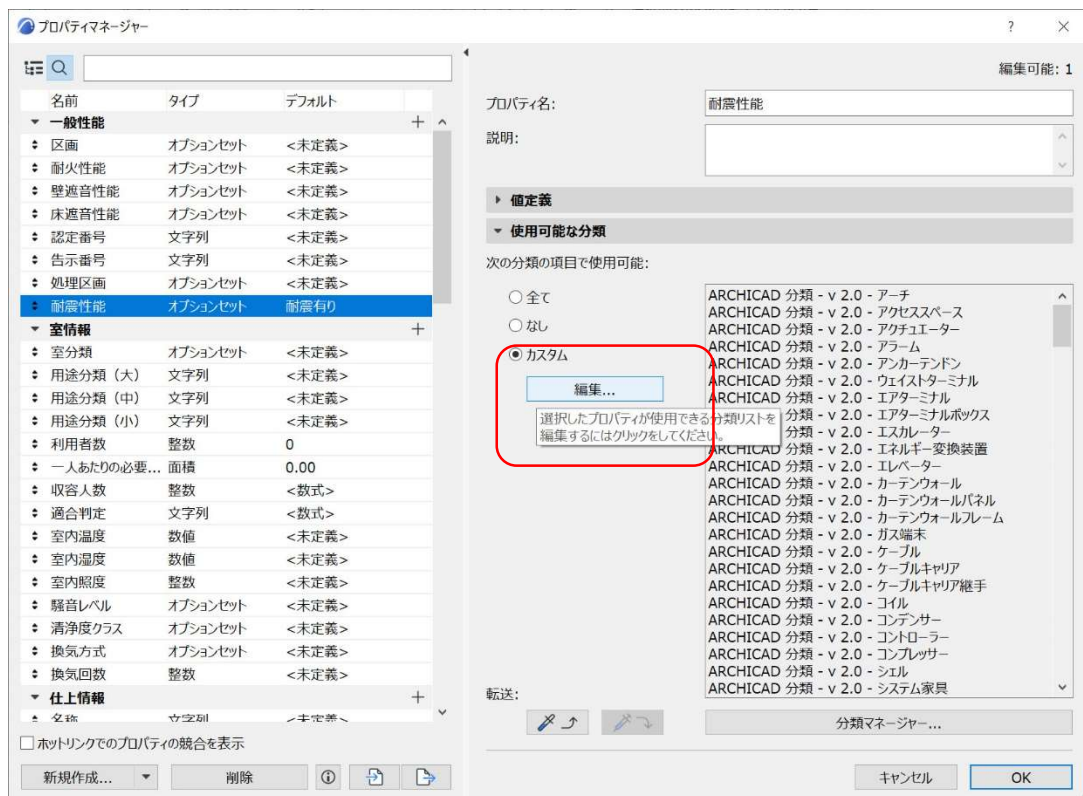 プロパティマネージャー
?
編集可能: 1
名前 タイプ デフォルト
一般性能
区画 オプションセット <未定義>
耐火性能 オプションセット <未定義>
壁遮音性能 オプションセット <未定義>
床遮音性能 オプションセット <未定義>
認定番号 文字列 <未定義>
告示番号 文字列 <未定義>
処理区画 オプションセット <未定義>
耐震性能 オプションセット 耐震有り
室情報
室分類 オプションセット <未定義>
用途分類（大） 文字列 <未定義>
用途分類（中） 文字列 <未定義>
用途分類（小） 文字列 <未定義>
利用者数 整数 0
一人あたりの必要... 面積 0.00
収容人数 整数 <数式>
適合判定 文字列 <数式>
室内温度 数値 <未定義>
室内湿度 数値 <未定義>
室内照度 整数 <未定義>
騒音レベル オプションセット <未定義>
清浄度クラス オプションセット <未定義>
換気方式 オプションセット <未定義>
換気回数 整数 <未定義>
仕上情報
ホットリンクでのプロパティの競合を表示
新規作成... 削除
プロパティ名: 耐震性能
説明:
値定義
使用可能な分類
次の分類の項目で使用可能:
全て
なし
カスタム
編集...
選択したプロパティが使用できる分類リストを
編集するにはクリックをしてください。
ARCHICAD 分類 - v 2.0 - アーチ
ARCHICAD 分類 - v 2.0 - アクセススペース
ARCHICAD 分類 - v 2.0 - アクチュエーター
ARCHICAD 分類 - v 2.0 - アラーム
ARCHICAD 分類 - v 2.0 - アンカーテンドン
ARCHICAD 分類 - v 2.0 - ウェイストターミナル
ARCHICAD 分類 - v 2.0 - エアターミナル
分類 - v 2.0 - エアターミナルボックス
分類 - v 2.0 - エスカレーター
ARCHICAD 分類 - v 2.0 - エネルギー変換装置
ARCHICAD 分類 - v 2.0 - エレベーター
ARCHICAD 分類 - v 2.0 - カーテンウォール
ARCHICAD 分類 - v 2.0 - カーテンウォールパネル
ARCHICAD 分類 - v 2.0 - カーテンウォールフレーム
ARCHICAD 分類 - v 2.0 - ガス端末
ARCHICAD 分類 - v 2.0 - ケーブル
ARCHICAD 分類 - v 2.0 - ケーブルキャリア
ARCHICAD 分類 - v 2.0 - ケーブルキャリア継手
ARCHICAD 分類 - v 2.0 - コイル
ARCHICAD 分類 - v 2.0 - コンデンサー
ARCHICAD 分類 - v 2.0 - コントローラー
ARCHICAD 分類 - v 2.0 - コンプレッサー
ARCHICAD 分類 - v 2.0 - シェル
ARCHICAD 分類 - v 2.0 - システム家具
転送:
分類マネージャー...
キャンセル OK